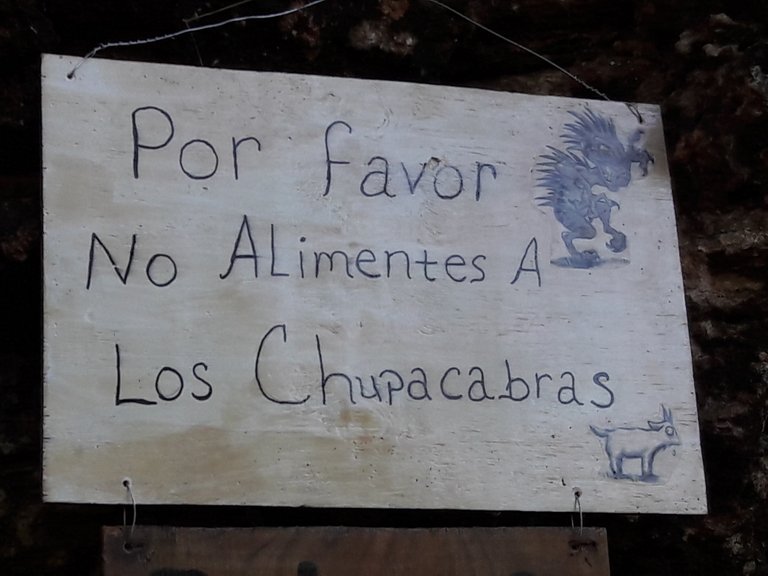 Por favor
No ALimentes A
Los Chupacabras